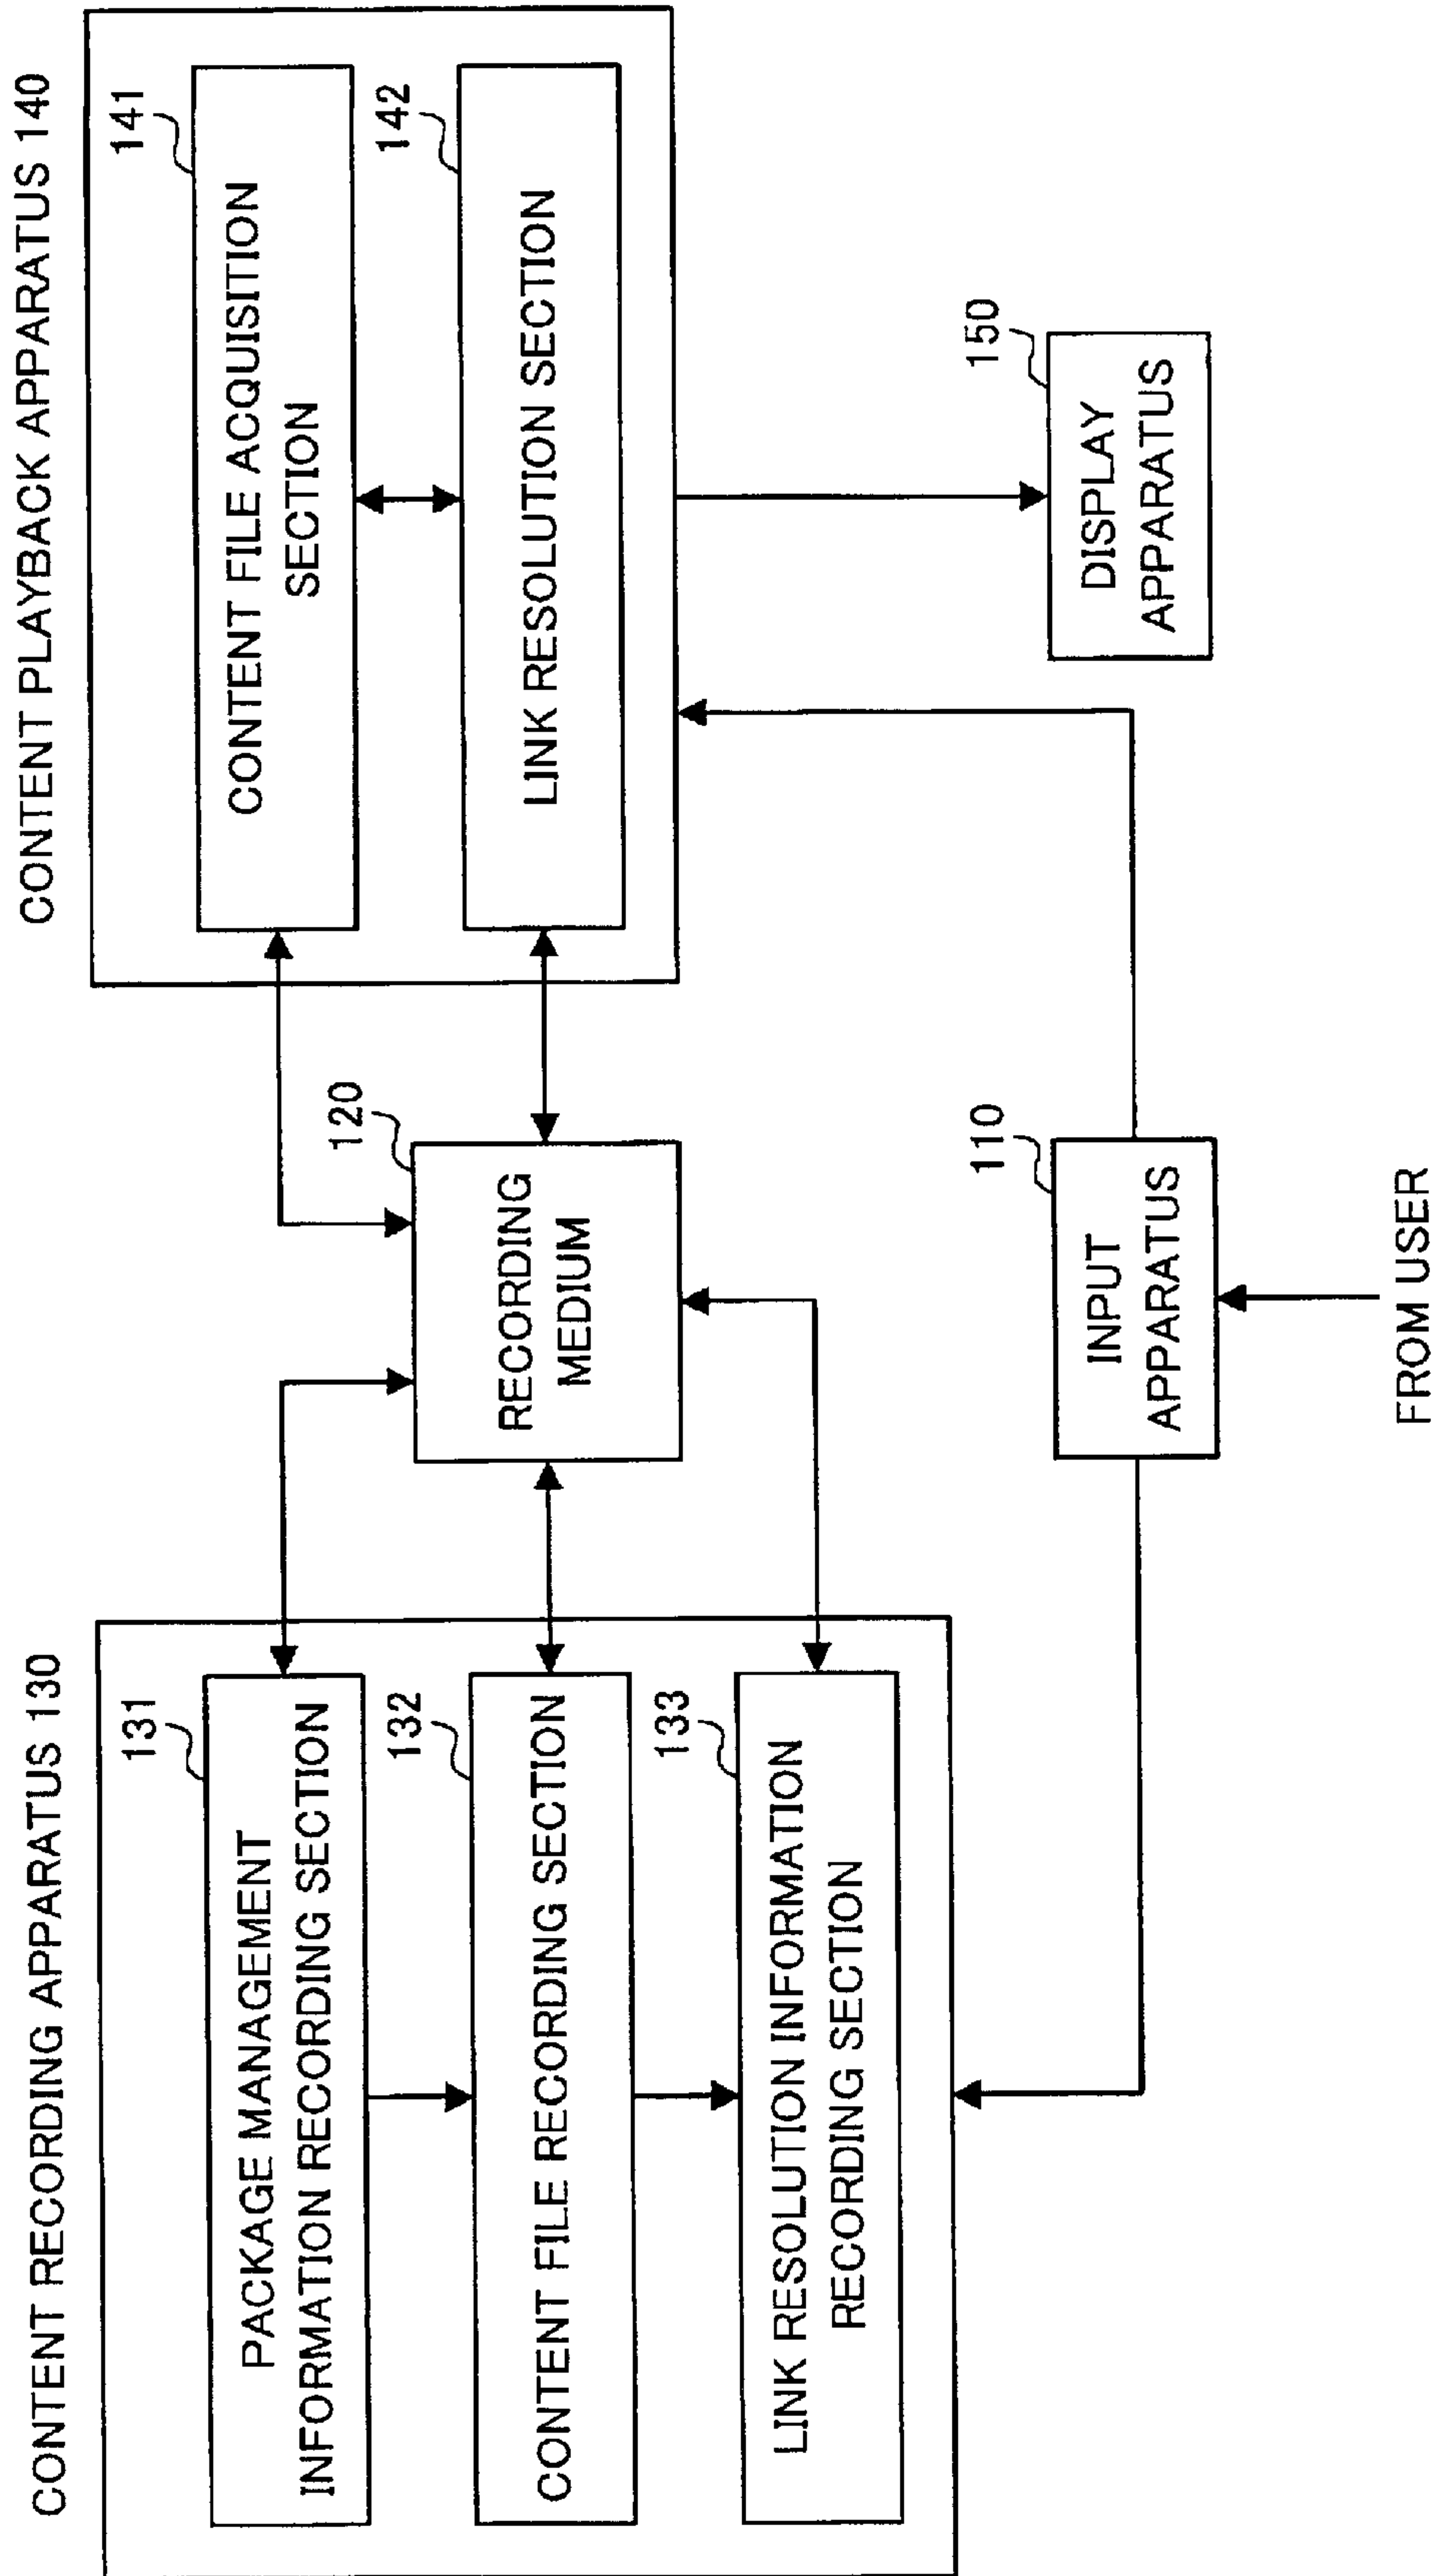 CONTENT RECORDING APPARATUS 130
131
PACKAGE MANAGEMENT
INFORMATION RECORDING SECTION
132
CONTENT FILE RECORDING SECTION
133
LINK RESOLUTION INFORMATION
RECORDING SECTION
120
RECORDING
MEDIUM
CONTENT PLAYBACK APPARATUS 140
141
CONTENT FILE ACQUISITION
SECTION
142
LINK RESOLUTION SECTION
110
INPUT
APPARATUS
FROM USER
150
DISPLAY
APPARATUS